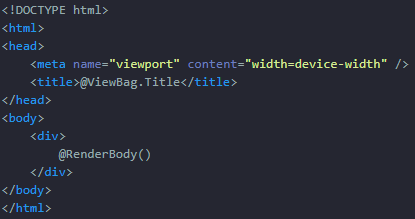 <!DOCTYPE html>
<html>
<head>
    <meta name="viewport" content="width=device-width" />
    <title>@ViewBag.Title</title>
</head>
<body>
    <div>
        @RenderBody()
    </div>
</body>
</html>